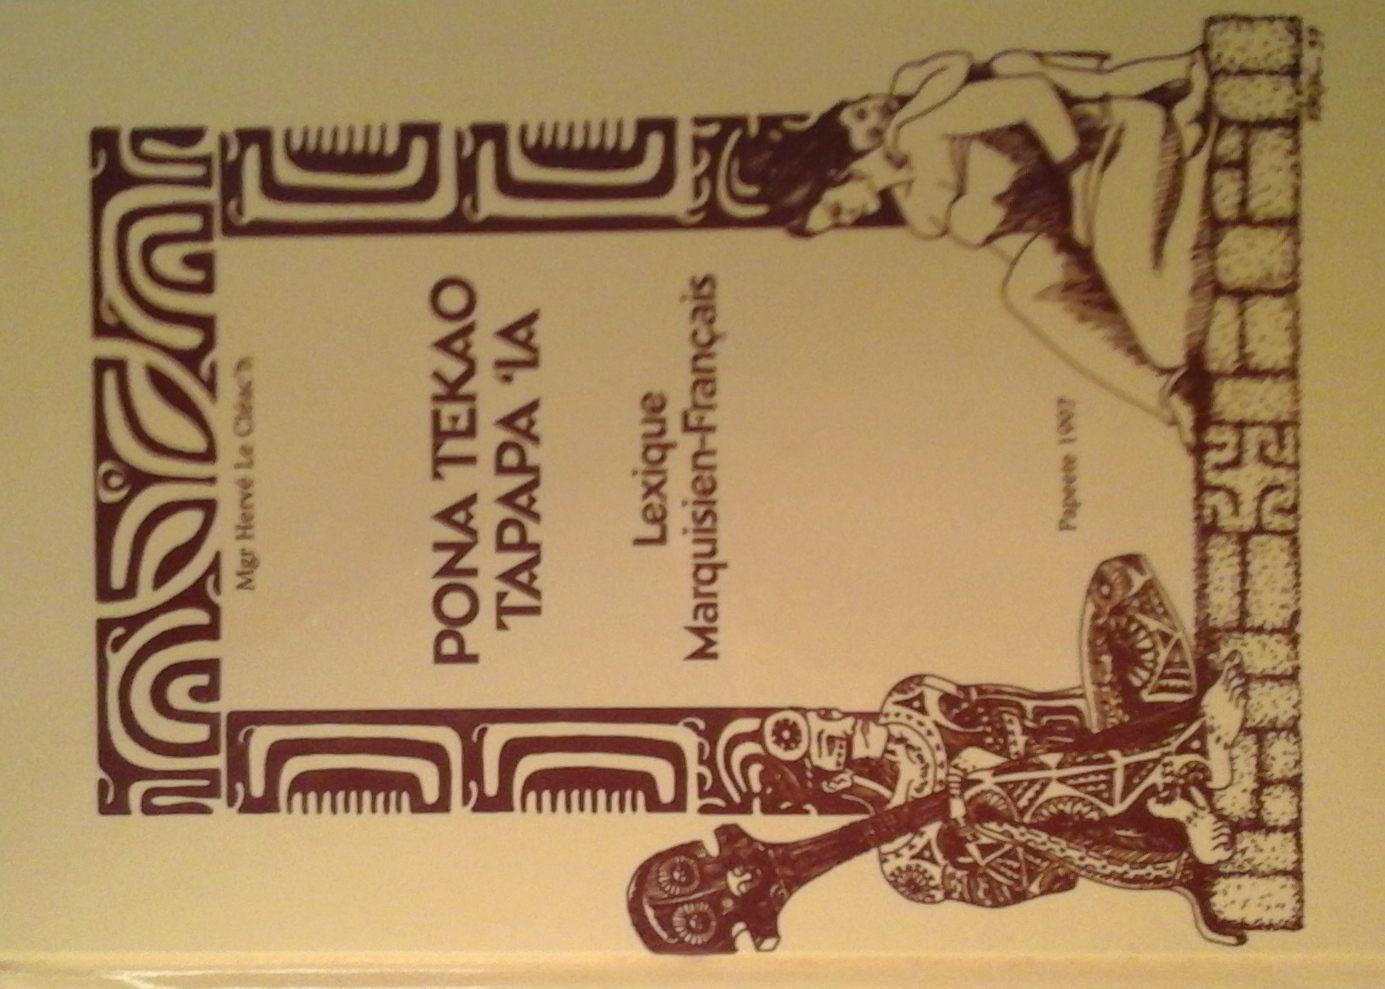 Mgr Hervé Le Cléac'h
PONA TEKAO
TAPAPA 'IA
Lexique
Marquisien-Français
Papeete 1997